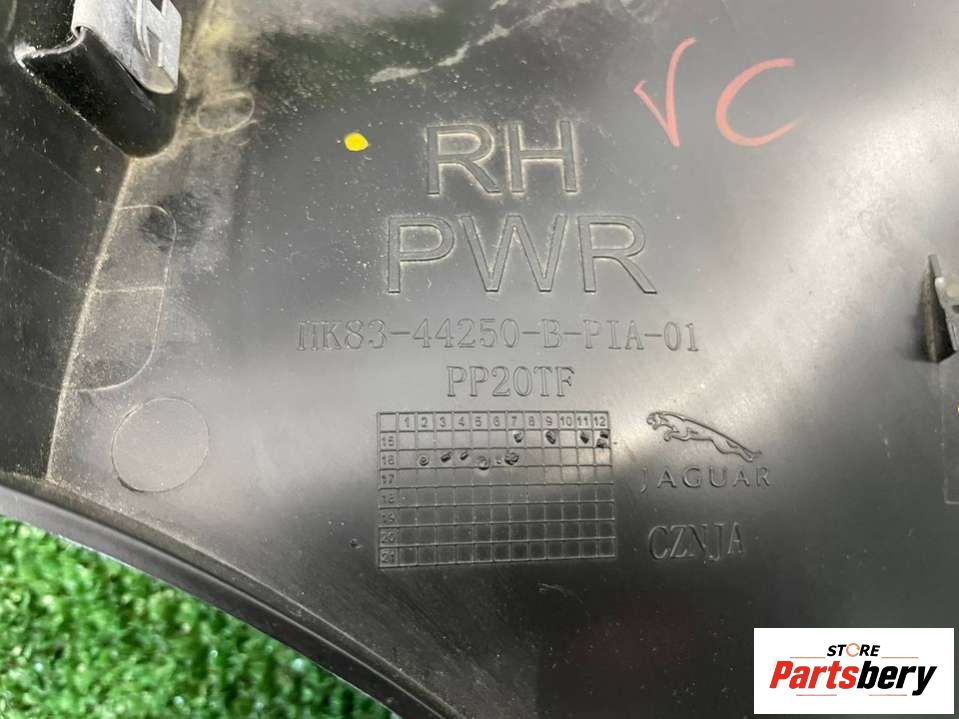 H
VC
RH
PWR
HK83-44250-B-PIA-01
PP20TF
1 2 3 4 5 6 7 8 9 10 11 12
15
16
17
18
19
20
21
JAGUAR
CZNJA
STORE
Partsbery